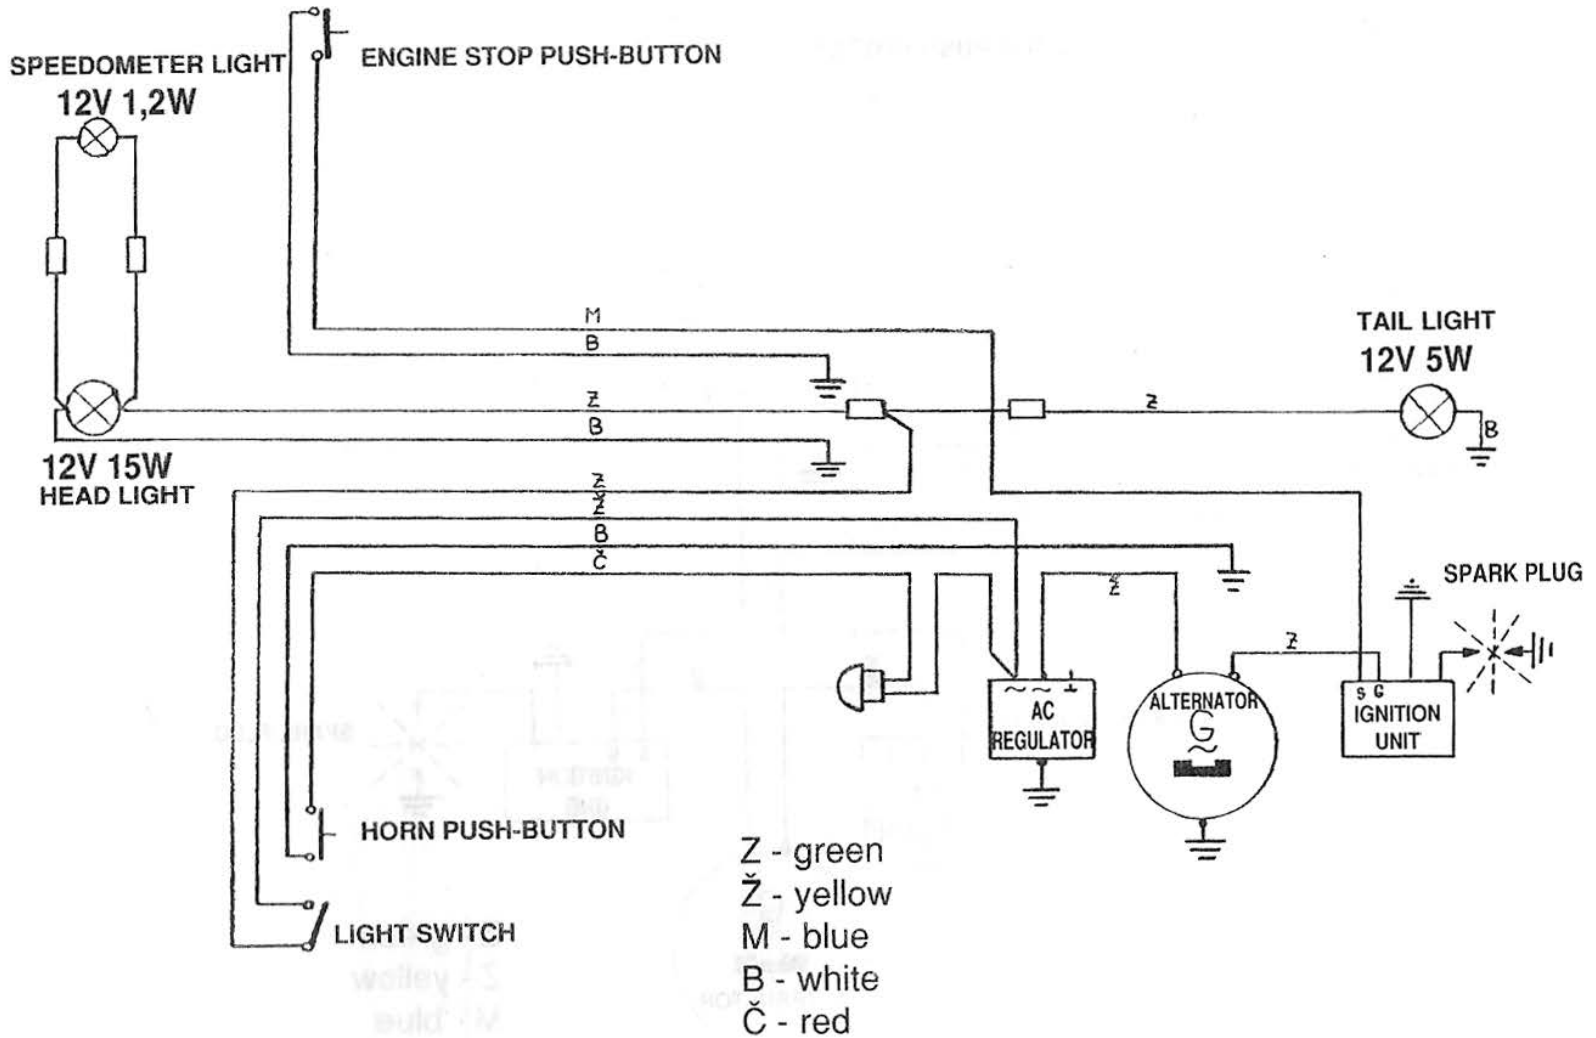 ENGINE STOP PUSH-BUTTON
SPEEDOMETER LIGHT
12V 1,2W
M
B
TAIL LIGHT
12V 5W
Z
Z
B
B
12V 15W
HEAD LIGHT
Z
Ž
B
Č
Ž
SPARK PLUG
Z
~ ~ ⊥
AC
REGULATOR
ALTERNATOR
G
~
S G
IGNITION
UNIT
HORN PUSH-BUTTON
LIGHT SWITCH
Z - green
Ž - yellow
M - blue
B - white
Č - red